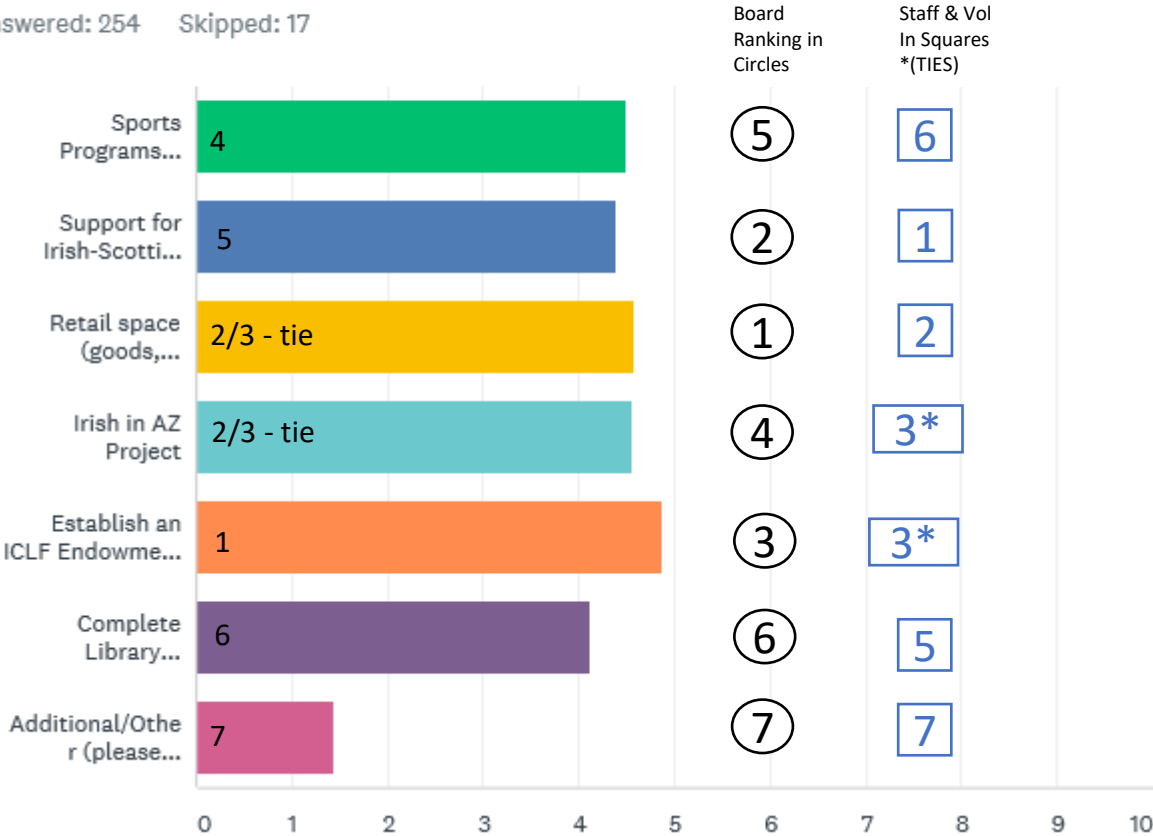 nswered: 254 Skipped: 17
Board
Ranking in
Circles
Staff & Vol
In Squares
*(TIES)
Sports
Programs...
4
5
6
Support for
Irish-Scotti...
5
2
1
Retail space
(goods,...
2/3 - tie
1
2
Irish in AZ
Project
2/3 - tie
4
3*
Establish an
ICLF Endowme...
1
3
3*
Complete
Library...
6
6
5
Additional/Othe
r (please...
7
7
7
0 1 2 3 4 5 6 7 8 9 10